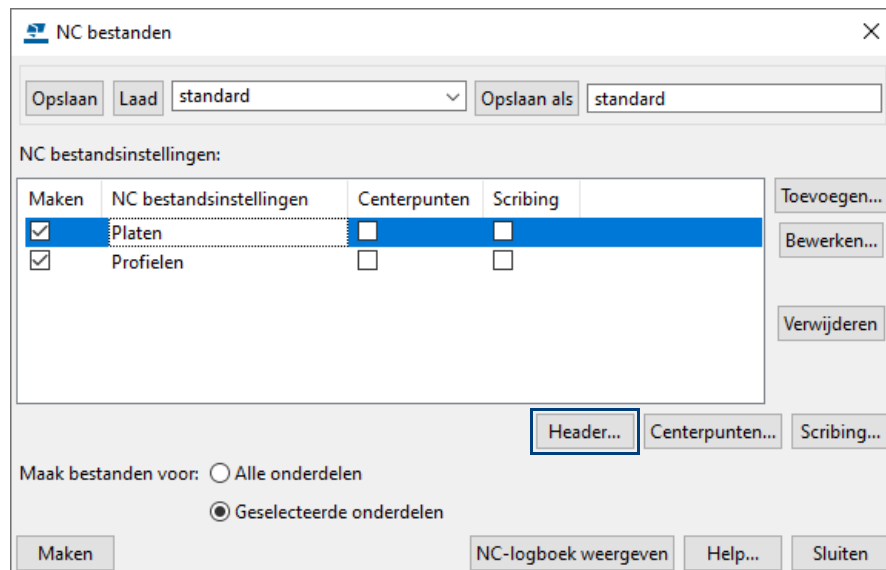 NC bestanden
Opslaan Laad standard Opslaan als standard
NC bestandsinstellingen:
Maken NC bestandsinstellingen Centerpunten Scribing Toevoegen...
Platen
Bewerken...
Profielen
Verwijderen
Header... Centerpunten... Scribing...
Maak bestanden voor: Alle onderdelen
Geselecteerde onderdelen
Maken NC-logboek weergeven Help... Sluiten